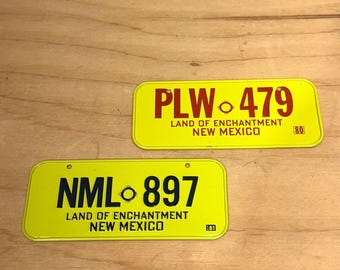 PLW 479
LAND OF ENCHANTMENT
NEW MEXICO 80
NML 897
LAND OF ENCHANTMENT
NEW MEXICO